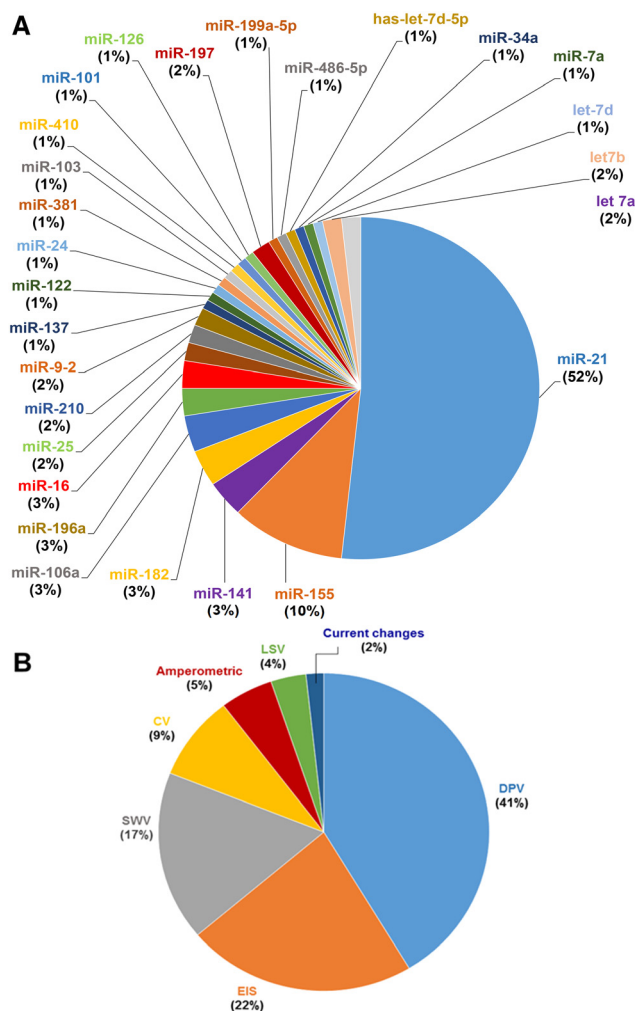 A
miR-126
(1%)
miR-197
(2%)
miR-199a-5p
(1%)
miR-486-5p
(1%)
has-let-7d-5p
(1%)
miR-34a
(1%)
miR-7a
(1%)
let-7d
(1%)
let7b
(2%)
let 7a
(2%)
miR-101
(1%)
miR-410
(1%)
miR-103
(1%)
miR-381
(1%)
miR-24
(1%)
miR-122
(1%)
miR-137
(1%)
miR-9-2
(2%)
miR-210
(2%)
miR-25
(2%)
miR-16
(3%)
miR-196a
(3%)
miR-106a
(3%)
miR-182
(3%)
miR-141
(3%)
miR-155
(10%)
miR-21
(52%)
B
Current changes
(2%)
LSV
(4%)
Amperometric
(5%)
CV
(9%)
SWV
(17%)
EIS
(22%)
DPV
(41%)